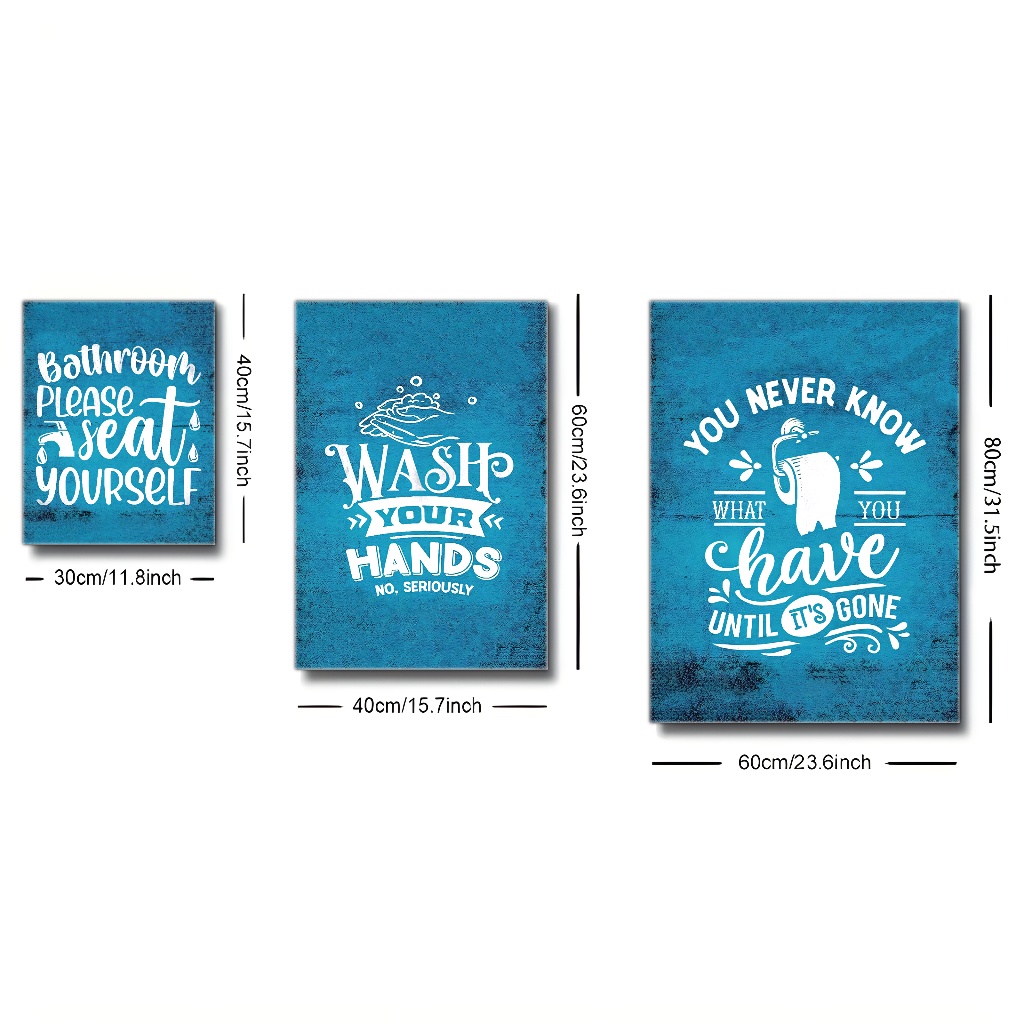 Bathroom
PLEASE
seat
YOURSELF
40cm/15.7inch
30cm/11.8inch
WASH
YOUR
HANDS
NO, SERIOUSLY
60cm/23.6inch
40cm/15.7inch
YOU NEVER KNOW
WHAT YOU
have
UNTIL IT'S GONE
80cm/31.5inch
60cm/23.6inch